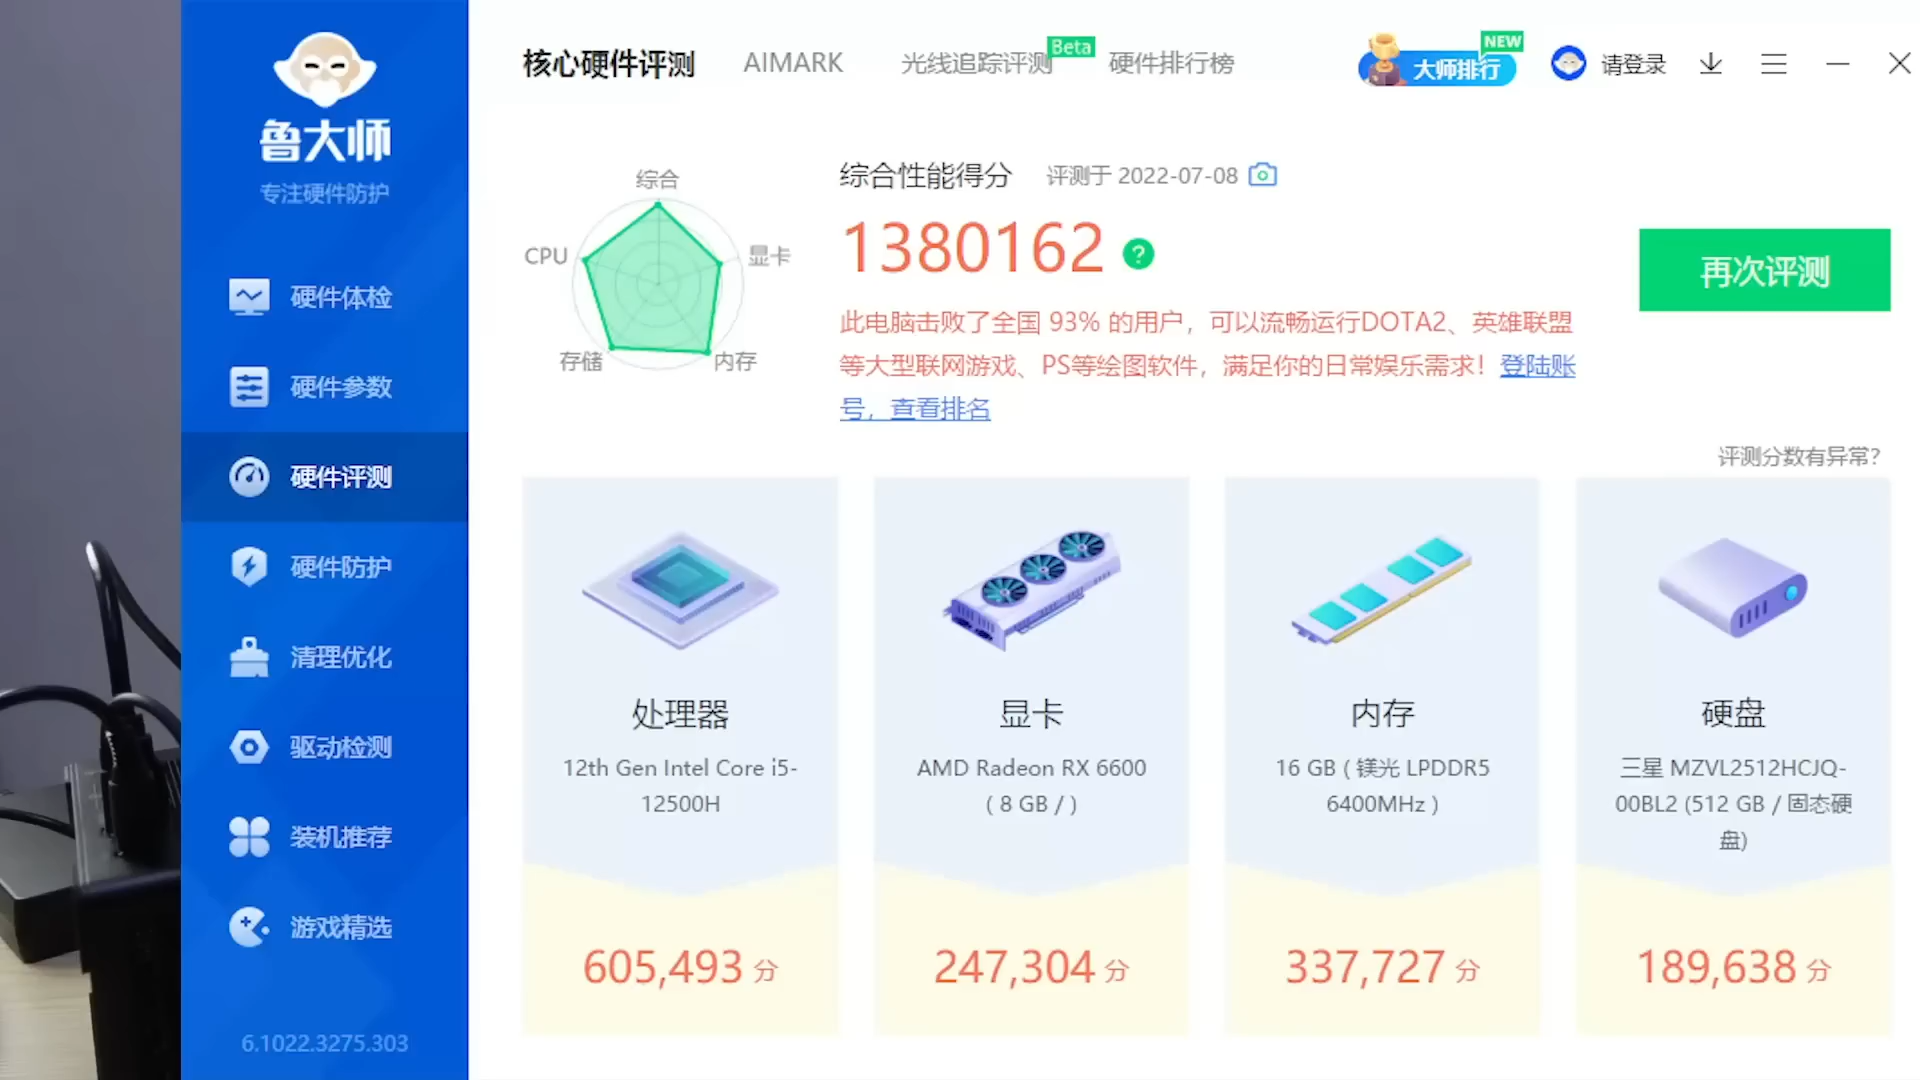 鲁大师
专注硬件防护
硬件体检
硬件参数
硬件评测
硬件防护
清理优化
驱动检测
装机推荐
游戏精选
6.1022.3275.303
核心硬件评测
AIMARK
光线追踪评测
Beta
硬件排行榜
大师排行
NEW
请登录
综合
CPU
显卡
存储
内存
综合性能得分 评测于 2022-07-08
1380162
?
此电脑击败了全国 93% 的用户，可以流畅运行DOTA2、英雄联盟
等大型联网游戏、PS等绘图软件，满足你的日常娱乐需求！登陆账
号，查看排名
再次评测
评测分数有异常？
处理器
12th Gen Intel Core i5-
12500H
605,493 分
显卡
AMD Radeon RX 6600
( 8 GB / )
247,304 分
内存
16 GB ( 镁光 LPDDR5
6400MHz )
337,727 分
硬盘
三星 MZVL2512HCJQ-
00BL2 (512 GB / 固态硬
盘)
189,638 分